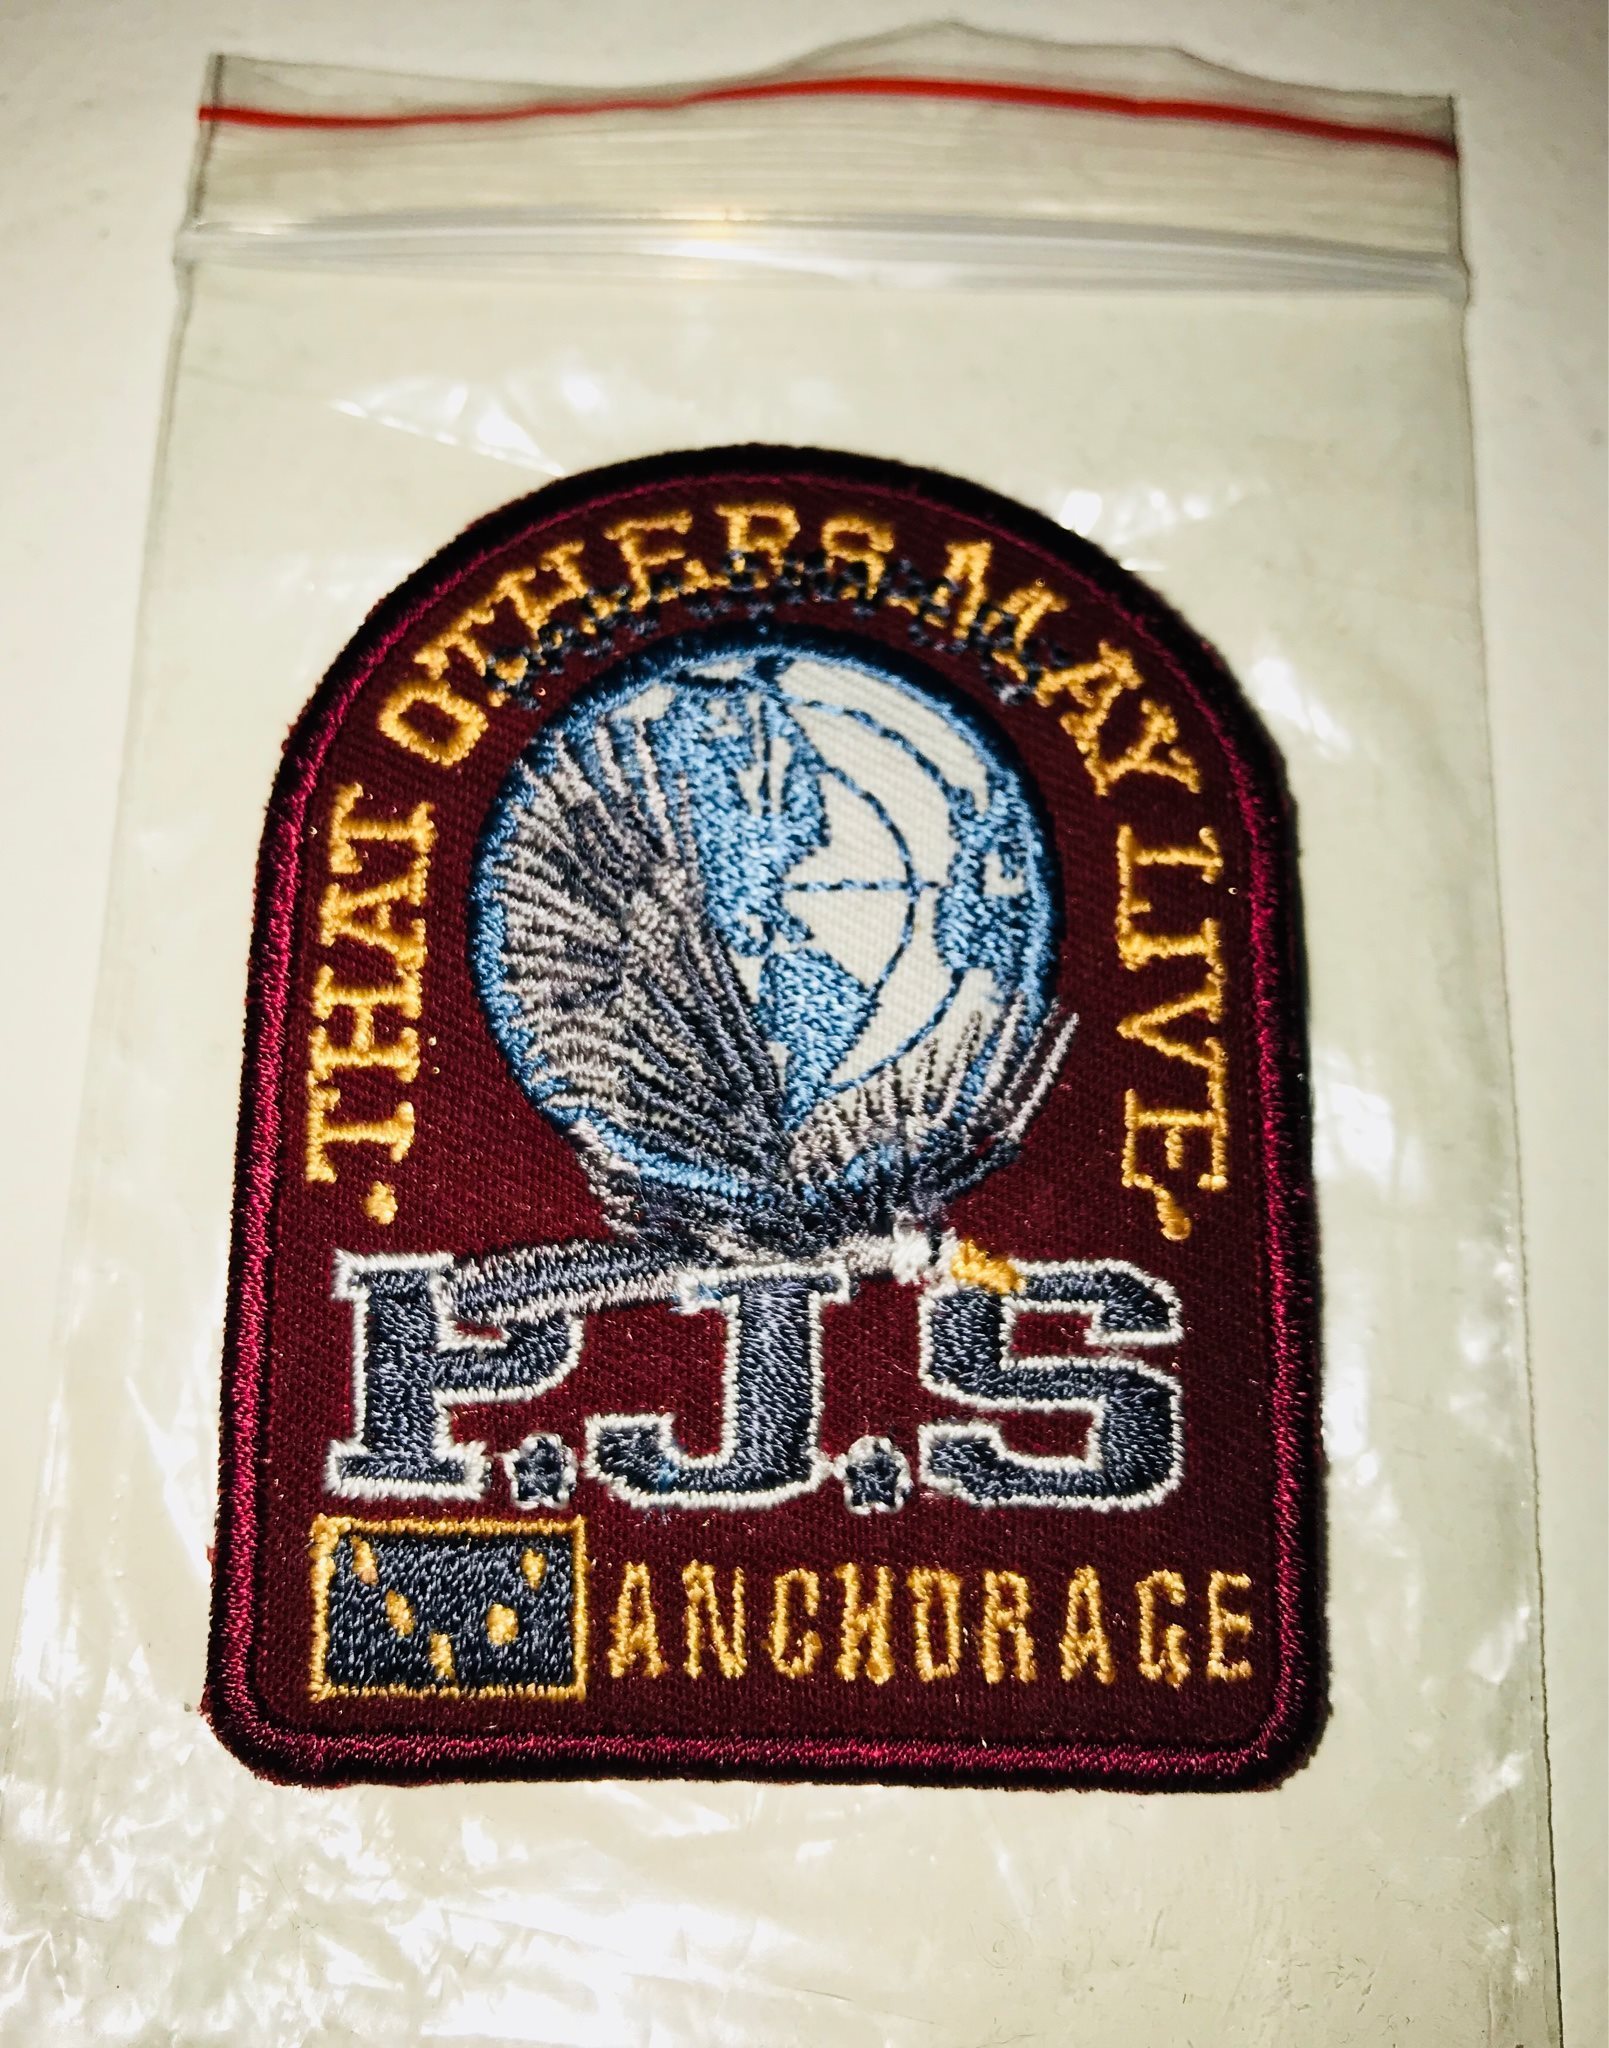 · THAT OTHERS MAY LIVE ·
P.J.S
ANCHORAGE